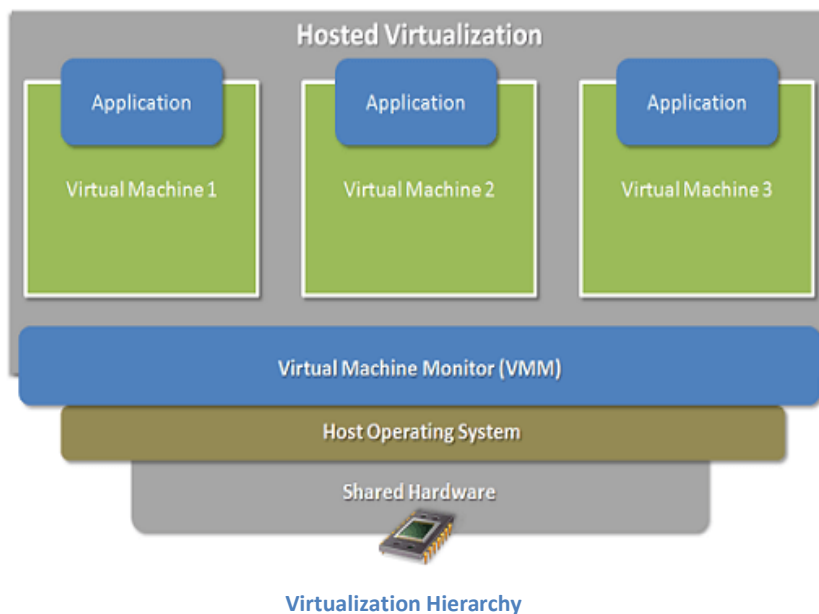 Hosted Virtualization
Application
Application
Application
Virtual Machine 1
Virtual Machine 2
Virtual Machine 3
Virtual Machine Monitor (VMM)
Host Operating System
Shared Hardware
Virtualization Hierarchy